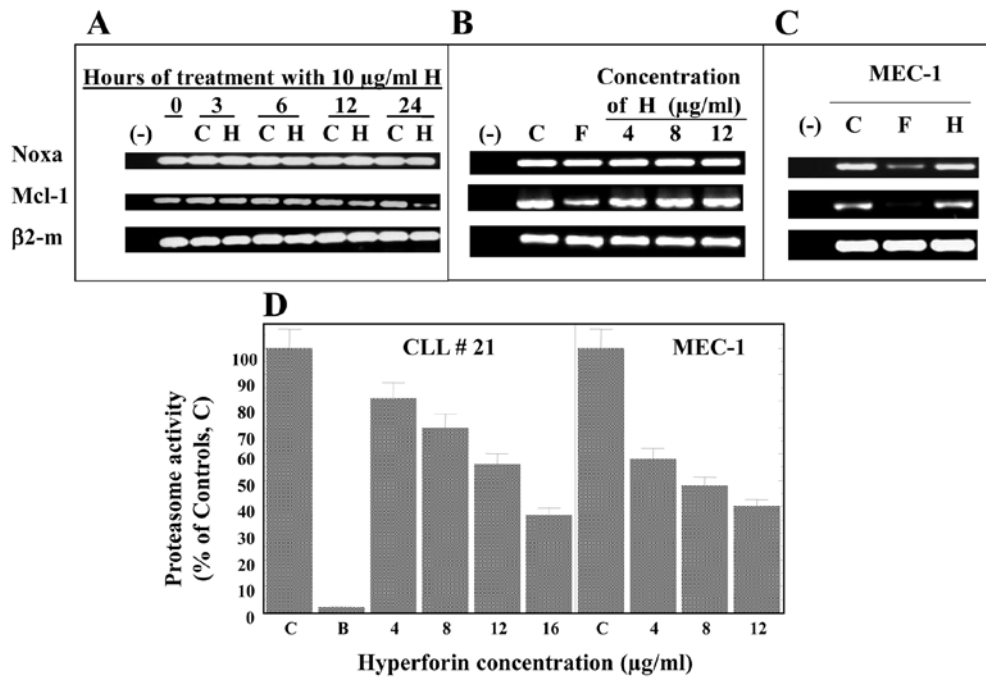 A
B
C
Hours of treatment with 10 µg/ml H
0 3 6 12 24
(-) C H C H C H C H
Concentration
of H (µg/ml)
(-) C F 4 8 12
MEC-1
(-) C F H
Noxa
Mcl-1
β2-m
D
CLL # 21
MEC-1
Proteasome activity
(% of Controls, C)
100
90
80
70
60
50
40
30
20
10
0
C B 4 8 12 16 C 4 8 12
Hyperforin concentration (µg/ml)